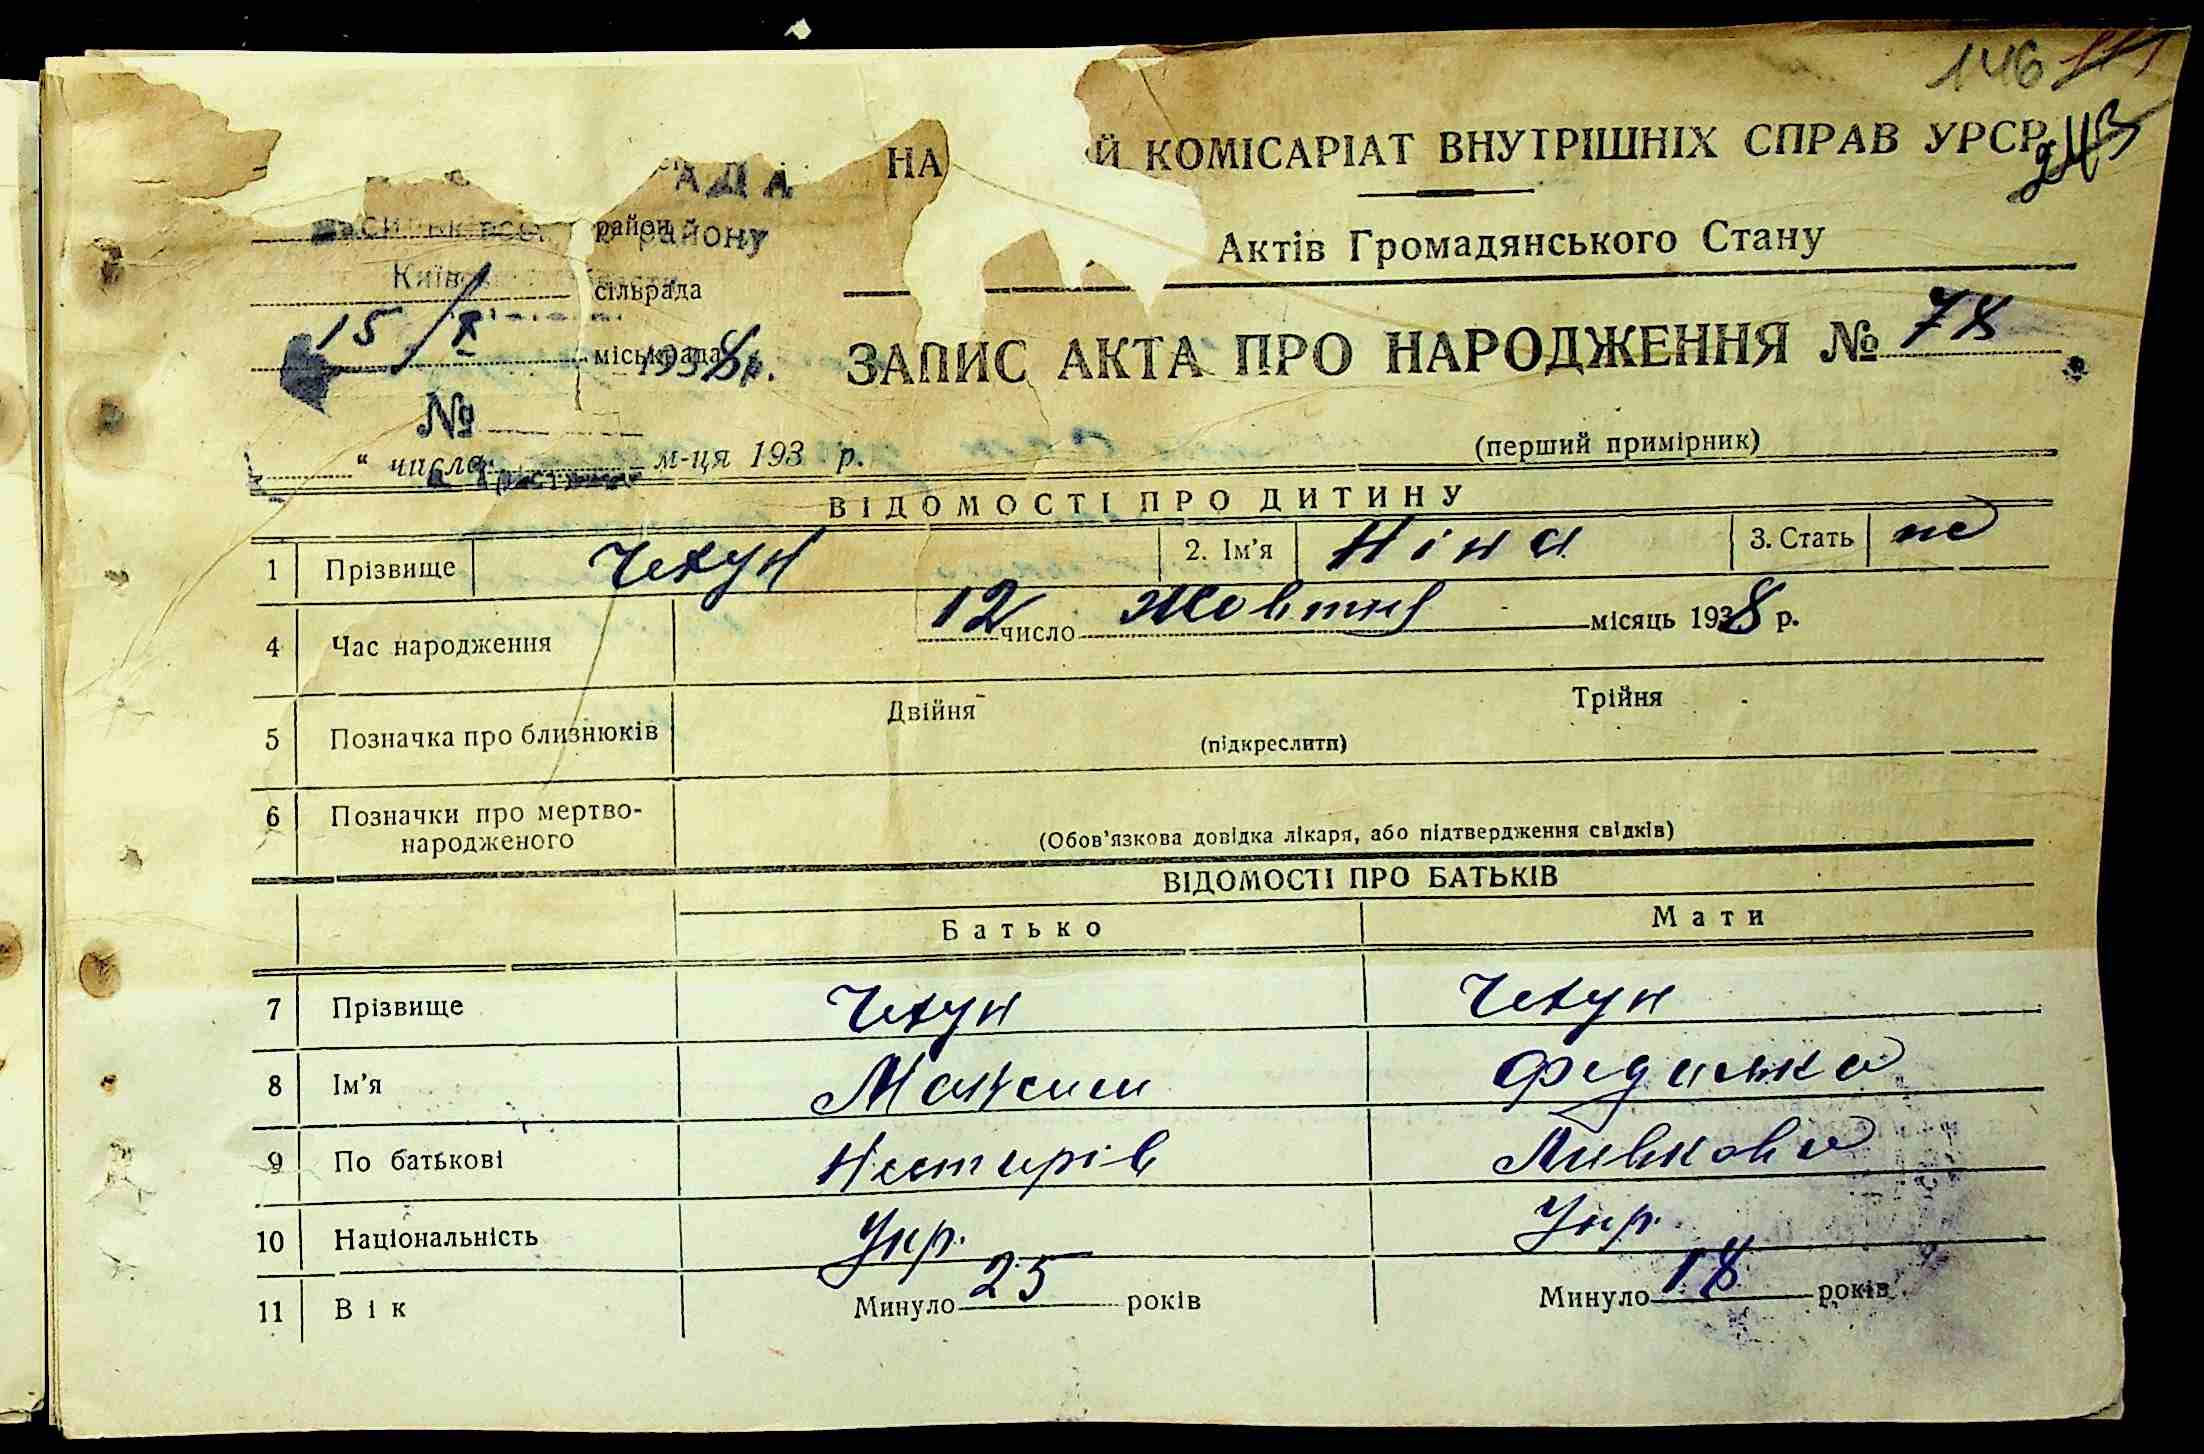 146
НА Й КОМІСАРІАТ ВНУТРІШНІХ СПРАВ УРСР
АДА
район
району
Актів Громадянського Стану
Київ
сільрада
15/X 1938 р.
міськрада
ЗАПИС АКТА ПРО НАРОДЖЕННЯ № 78
№
" числа м-ця 193 р.
(перший примірник)
ВІДОМОСТІ ПРО ДИТИНУ
1 Прізвище Чехун 2. Ім'я Ніна 3. Стать
4 Час народження 12 число Жовтня місяць 1938 р.
5 Позначка про близнюків Двійня Трійня
(підкреслити)
6 Позначки про мертво-
народженого
(Обов'язкова довідка лікаря, або підтвердження свідків)
ВІДОМОСТІ ПРО БАТЬКІВ
Батько Мати
7 Прізвище Чехун Чехун
8 Ім'я Максим
9 По батькові Нестирів
10 Національність Укр. Укр.
11 Вік Минуло 25 років Минуло 18 років